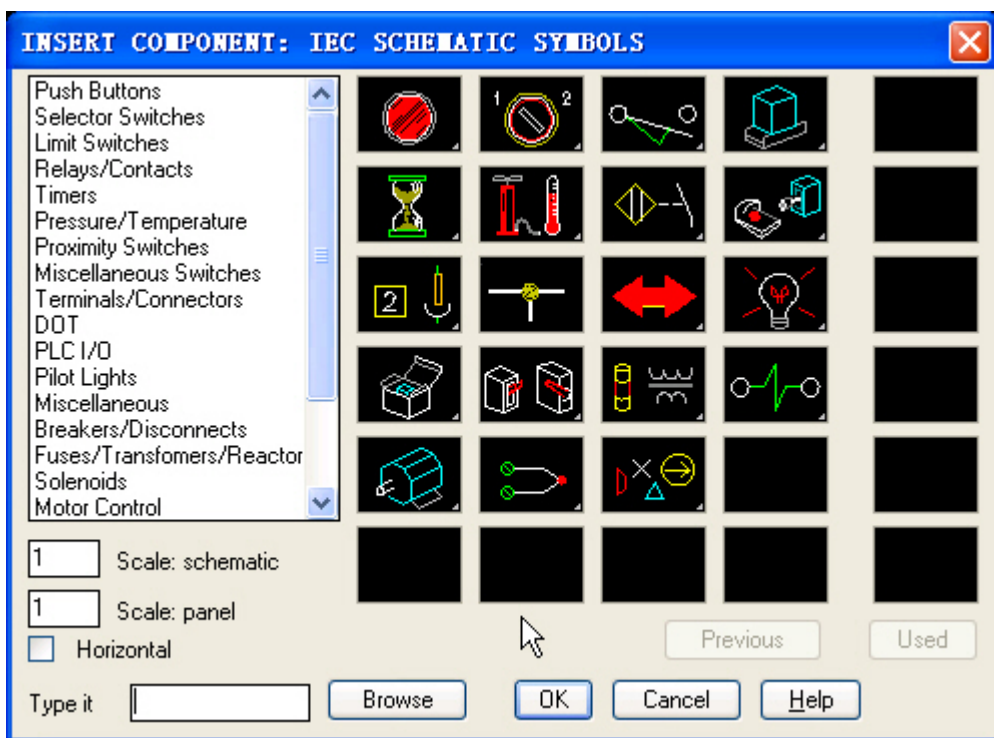 INSERT COMPONENT: IEC SCHEMATIC SYMBOLS
Push Buttons
Selector Switches
Limit Switches
Relays/Contacts
Timers
Pressure/Temperature
Proximity Switches
Miscellaneous Switches
Terminals/Connectors
DOT
PLC I/O
Pilot Lights
Miscellaneous
Breakers/Disconnects
Fuses/Transfomers/Reactor
Solenoids
Motor Control
1 2
2
1 Scale: schematic
1 Scale: panel
Horizontal
Previous Used
Type it Browse OK Cancel Help